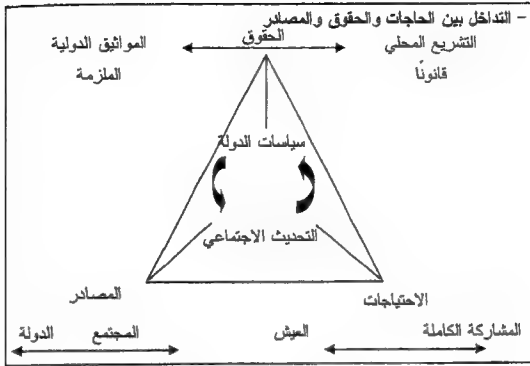 – التداخل بين الحاجات والحقوق والمصادر
التشريع المحلي الحقوق المواثيق الدولية
قانونًا الملزمة
سياسات الدولة
التحديث الاجتماعي
الاحتياجات المصادر
المشاركة الكاملة العيش المجتمع الدولة